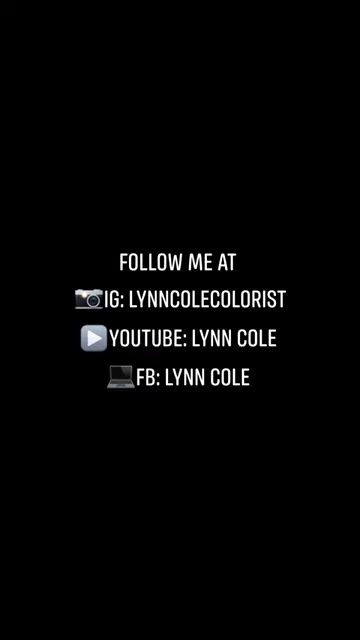 FOLLOW ME AT
📷IG: LYNNCOLECOLORIST
▶️YOUTUBE: LYNN COLE
💻FB: LYNN COLE